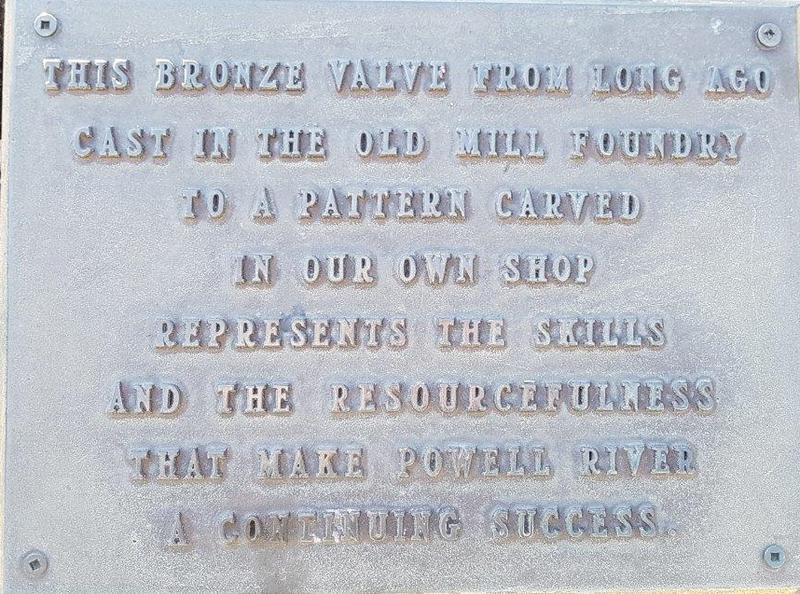 THIS BRONZE VALVE FROM LONG AGO
CAST IN THE OLD MILL FOUNDRY
TO A PATTERN CARVED
IN OUR OWN SHOP
REPRESENTS THE SKILLS
AND THE RESOURCEFULNESS
THAT MAKE POWELL RIVER
A CONTINUING SUCCESS.